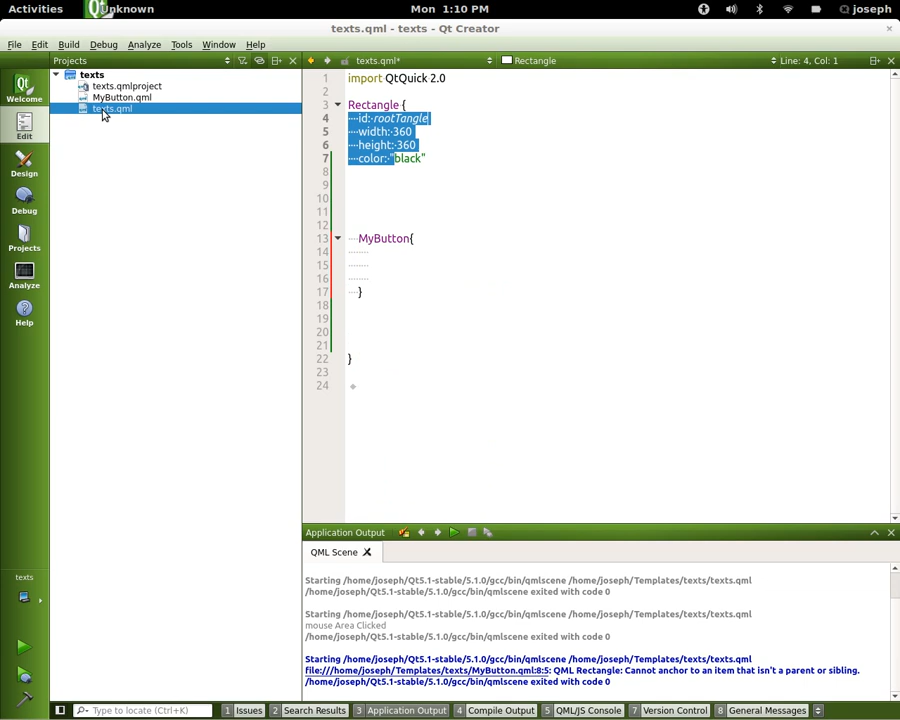 Activities Unknown Mon 1:10 PM joseph
texts.qml - texts - Qt Creator ×
File Edit Build Debug Analyze Tools Window Help
Projects texts.qml* Rectangle Line: 4, Col: 1
Welcome
Edit
Design
Debug
Projects
Analyze
Help
texts
texts.qmlproject
MyButton.qml
texts.qml
1 import QtQuick 2.0
2
3 Rectangle {
4 id: rootTangle
5 width: 360
6 height: 360
7 color: "black"
8
9
10
11
12
13 MyButton{
14
15
16
17 }
18
19
20
21
22 }
23
24
Application Output
QML Scene
Starting /home/joseph/Qt5.1-stable/5.1.0/gcc/bin/qmlscene /home/joseph/Templates/texts/texts.qml
/home/joseph/Qt5.1-stable/5.1.0/gcc/bin/qmlscene exited with code 0
Starting /home/joseph/Qt5.1-stable/5.1.0/gcc/bin/qmlscene /home/joseph/Templates/texts/texts.qml
mouse Area Clicked
/home/joseph/Qt5.1-stable/5.1.0/gcc/bin/qmlscene exited with code 0
Starting /home/joseph/Qt5.1-stable/5.1.0/gcc/bin/qmlscene /home/joseph/Templates/texts/texts.qml
file:///home/joseph/Templates/texts/MyButton.qml:8:5: QML Rectangle: Cannot anchor to an item that isn't a parent or sibling.
/home/joseph/Qt5.1-stable/5.1.0/gcc/bin/qmlscene exited with code 0
texts
Type to locate (Ctrl+K) 1 Issues 2 Search Results 3 Application Output 4 Compile Output 5 QML/JS Console 7 Version Control 8 General Messages